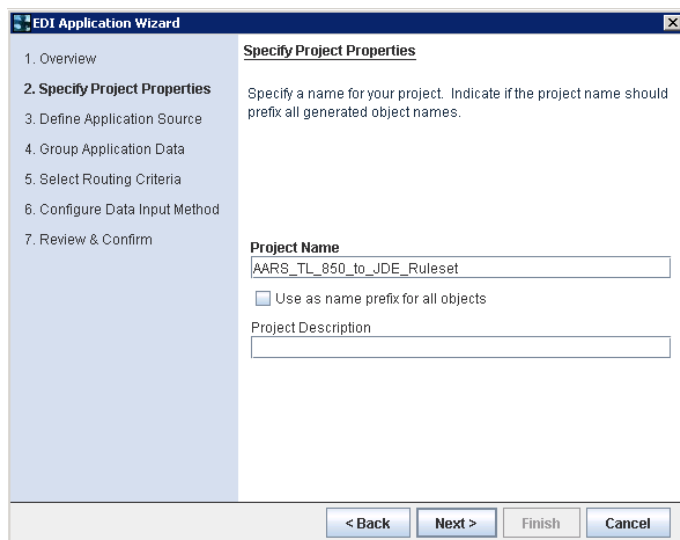 EDI Application Wizard
1. Overview
2. Specify Project Properties
3. Define Application Source
4. Group Application Data
5. Select Routing Criteria
6. Configure Data Input Method
7. Review & Confirm
Specify Project Properties
Specify a name for your project. Indicate if the project name should
prefix all generated object names.
Project Name
AARS_TL_850_to_JDE_Ruleset
Use as name prefix for all objects
Project Description
< Back
Next >
Finish
Cancel